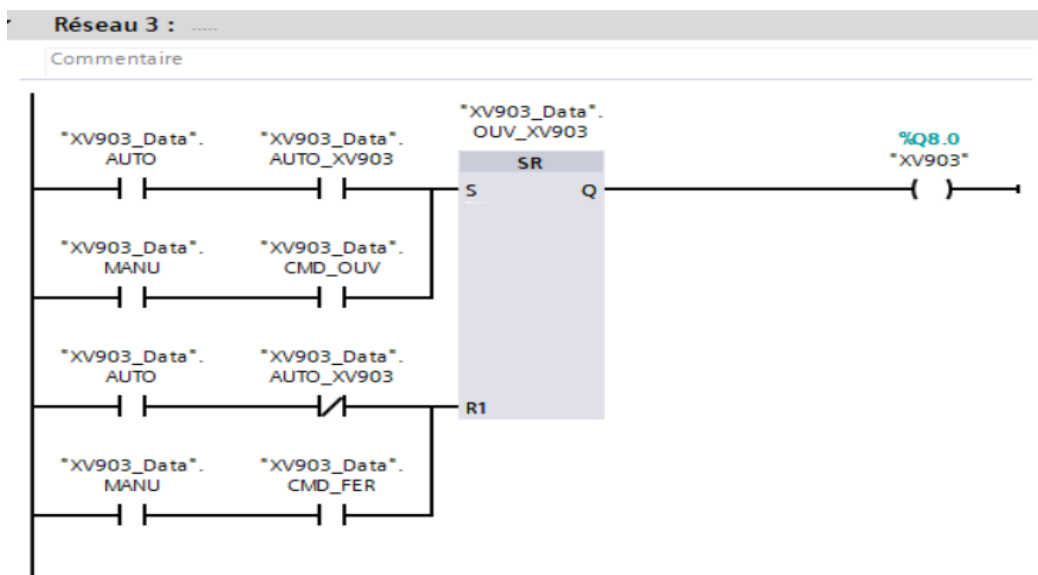 Réseau 3 : .....
Commentaire
"XV903_Data".
OUV_XV903
"XV903_Data".
AUTO
"XV903_Data".
AUTO_XV903
SR
%Q8.0
"XV903"
S
Q
"XV903_Data".
MANU
"XV903_Data".
CMD_OUV
"XV903_Data".
AUTO
"XV903_Data".
AUTO_XV903
R1
"XV903_Data".
MANU
"XV903_Data".
CMD_FER